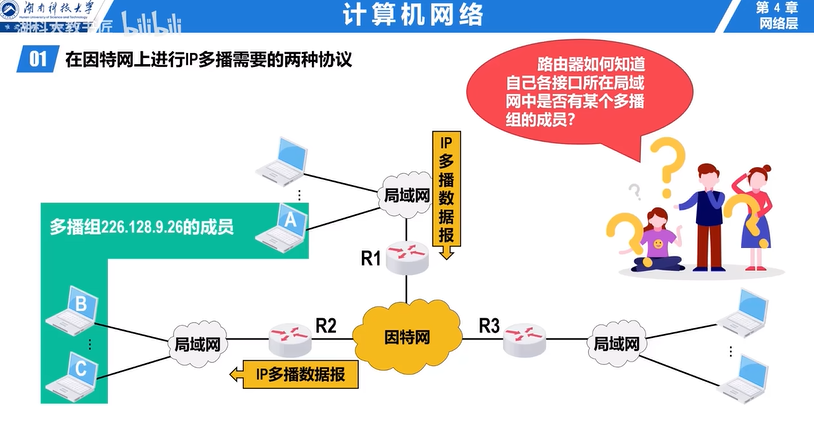 湖南科技大学
计算机网络
第 4 章
网络层
湖科大教书匠 bilibili
01 在因特网上进行IP多播需要的两种协议
路由器如何知道
自己各接口所在局域
网中是否有某个多播
组的成员？
IP多播数据报
局域网
A
多播组226.128.9.26的成员
R1
B
C
局域网
R2
因特网
R3
局域网
IP多播数据报